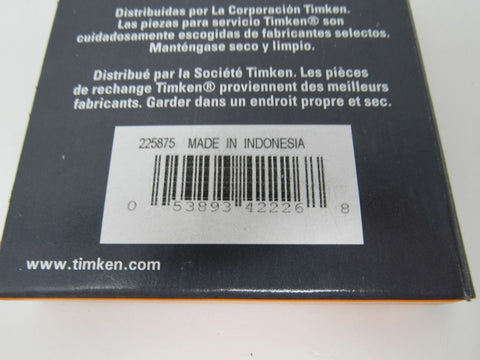 Distribuidas por La Corporación Timken.
Las piezas para servicio Timken® son
cuidadosamente escogidas de fabricantes selectos.
Manténgase seco y limpio.
Distribué par la Société Timken. Les pièces
de rechange Timken® proviennent des meilleurs
fabricants. Garder dans un endroit propre et sec.
225875 MADE IN INDONESIA
0 53893 42226 8
www.timken.com